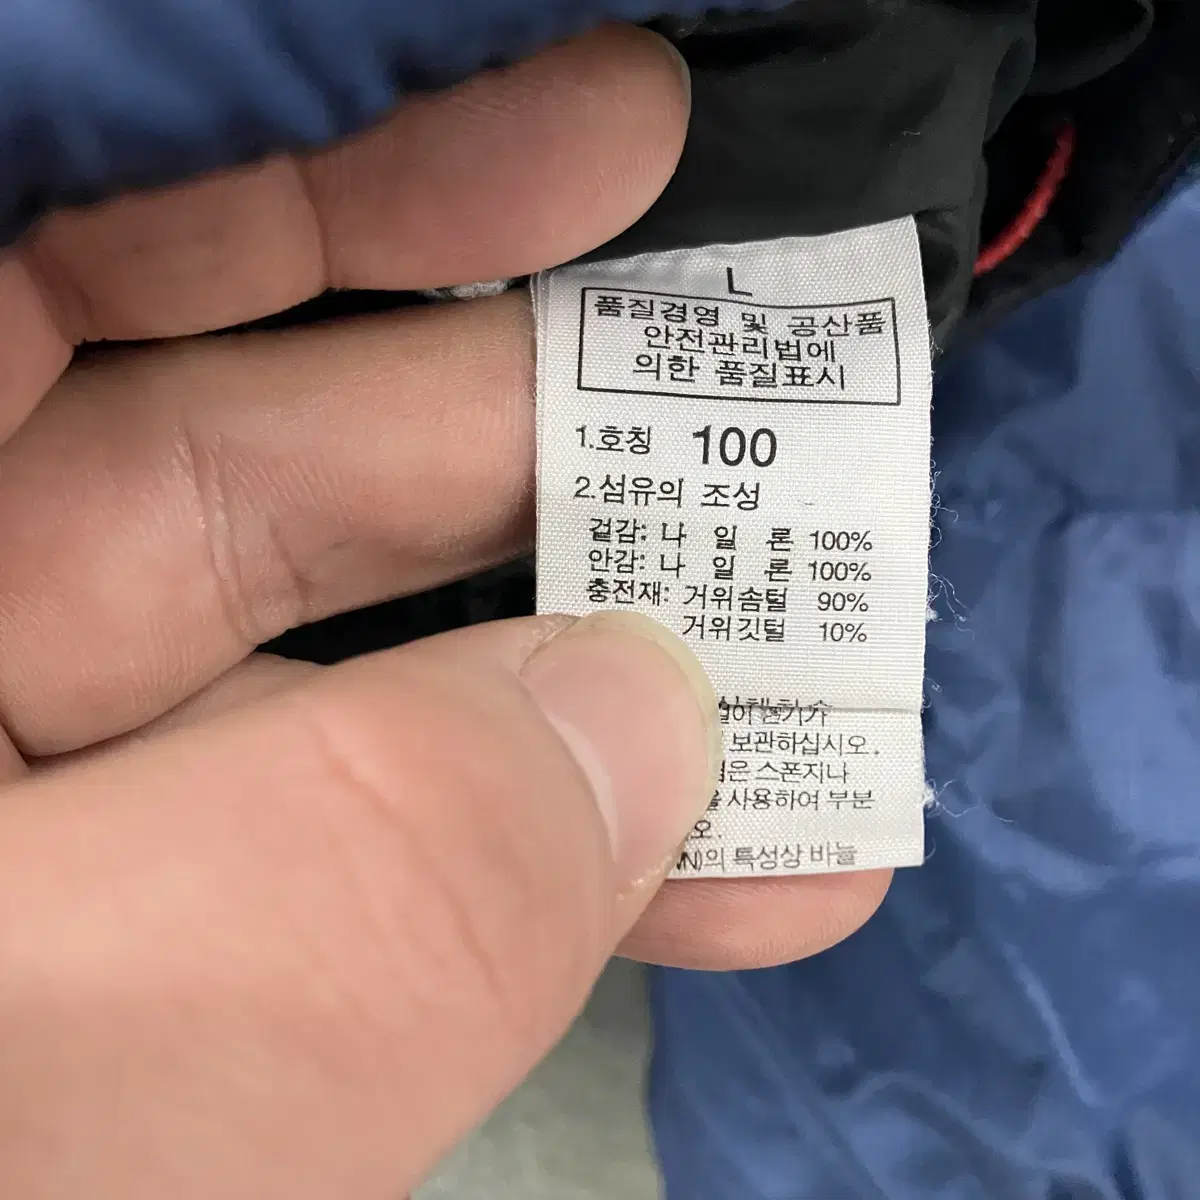 L
품질경영 및 공산품
안전관리법에
의한 품질표시
1.호칭 100
2.섬유의 조성
겉감: 나 일 론 100%
안감: 나 일 론 100%
충전재: 거위솜털 90%
거위깃털 10%
보관하십시오.
스폰지나
사용하여 부분
특성상 바늘